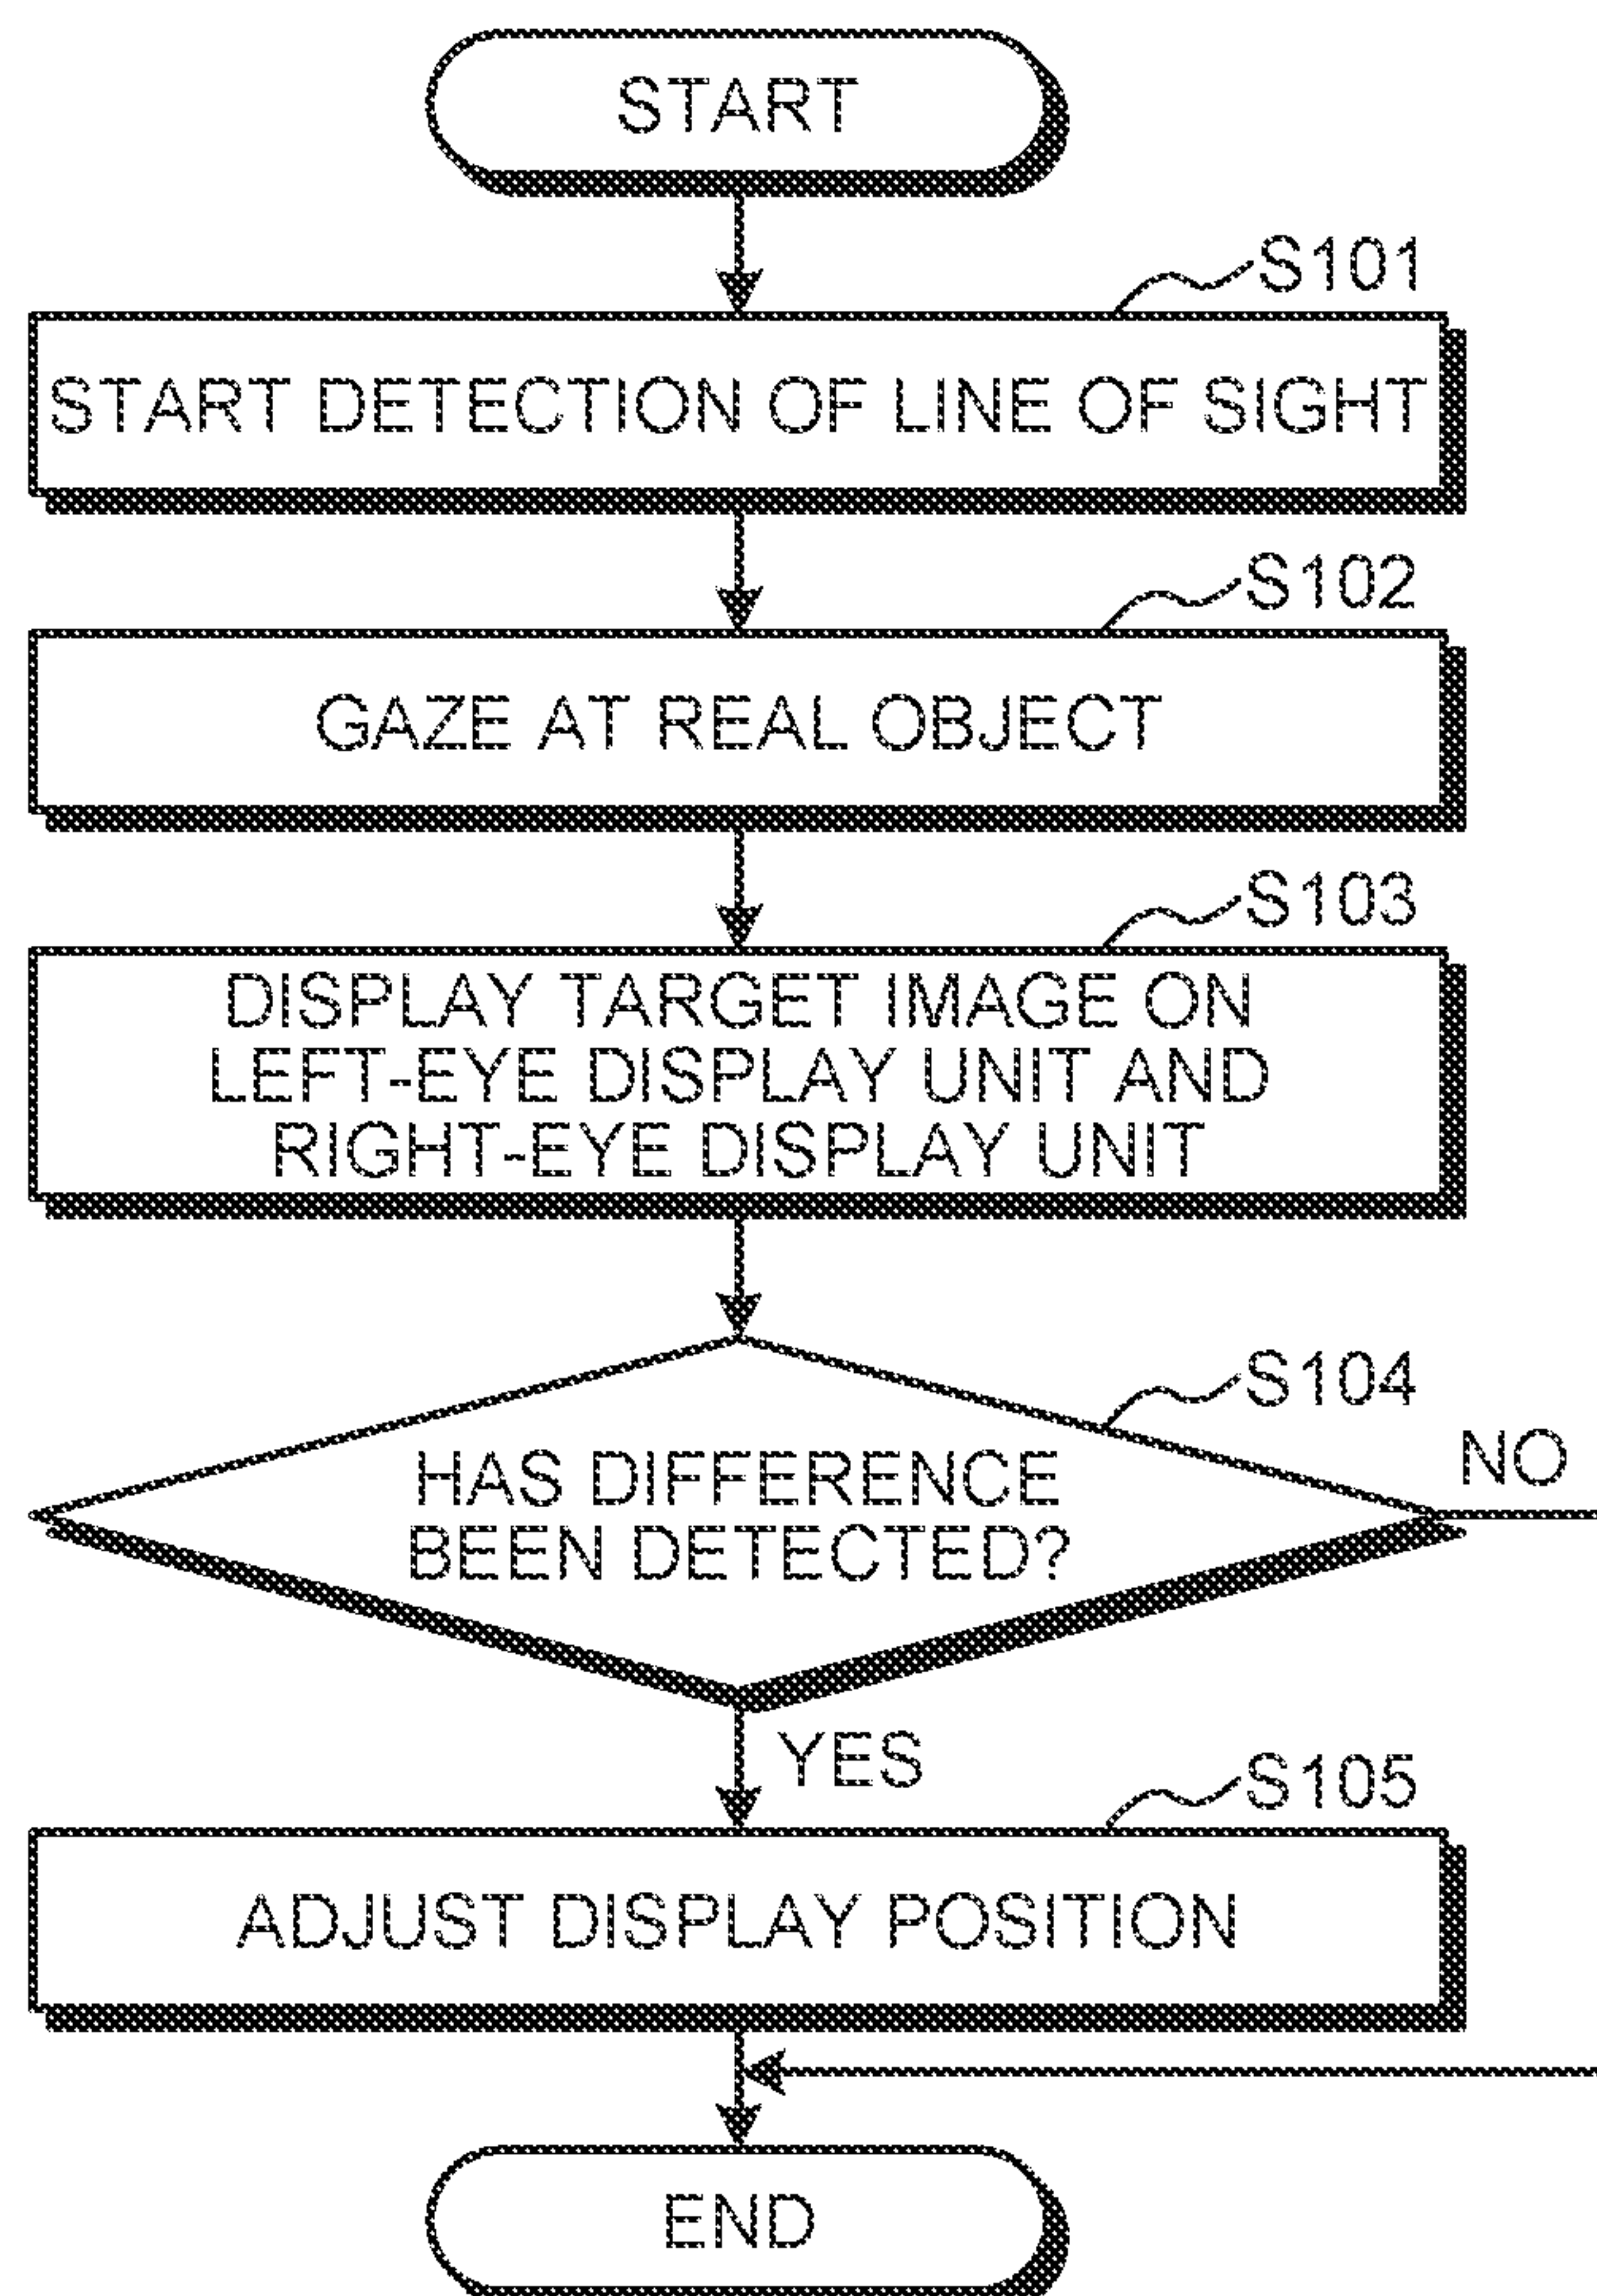 START
S101
START DETECTION OF LINE OF SIGHT
S102
GAZE AT REAL OBJECT
S103
DISPLAY TARGET IMAGE ON
LEFT-EYE DISPLAY UNIT AND
RIGHT-EYE DISPLAY UNIT
S104
HAS DIFFERENCE
BEEN DETECTED?
NO
YES
S105
ADJUST DISPLAY POSITION
END